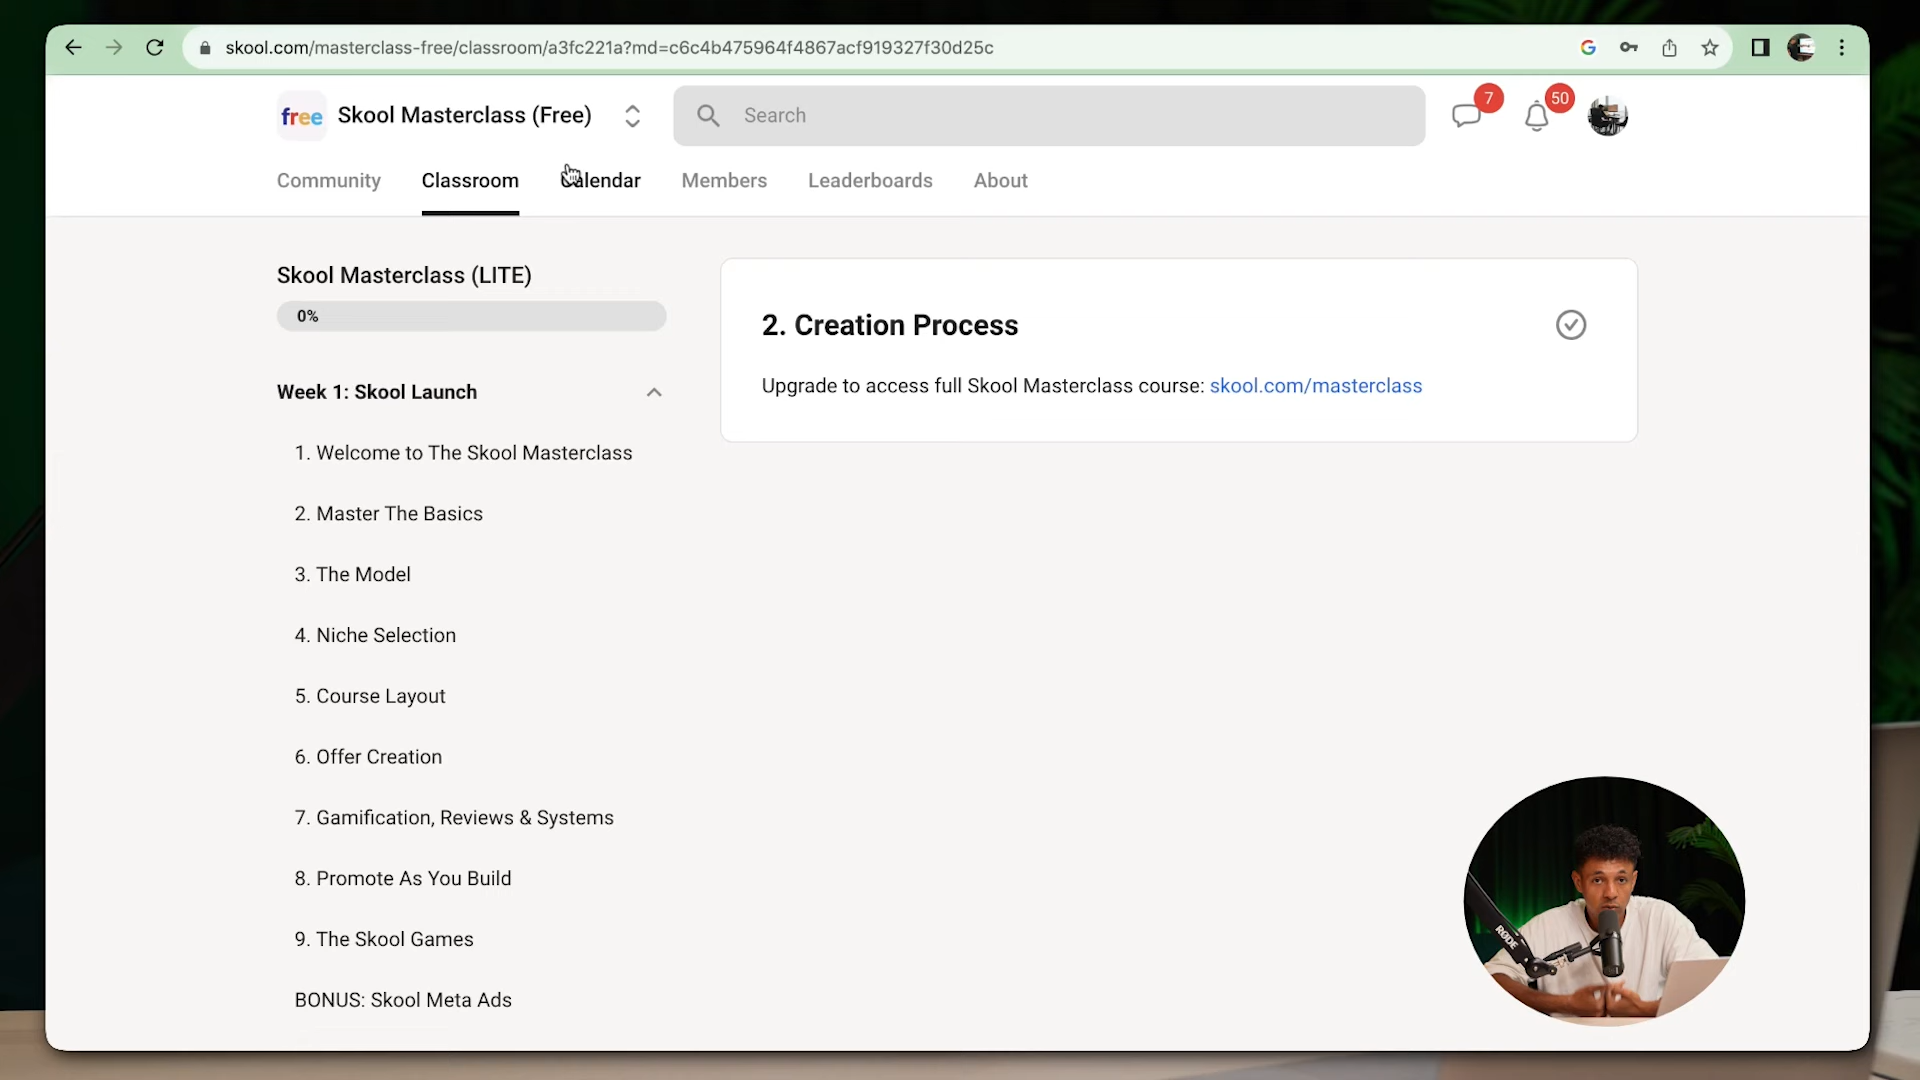 skool.com/masterclass-free/classroom/a3fc221a?md=c6c4b475964f4867acf919327f30d25c
free Skool Masterclass (Free)
Search
7
50
Community Classroom Calendar Members Leaderboards About
Skool Masterclass (LITE)
0%
Week 1: Skool Launch
1. Welcome to The Skool Masterclass
2. Master The Basics
3. The Model
4. Niche Selection
5. Course Layout
6. Offer Creation
7. Gamification, Reviews & Systems
8. Promote As You Build
9. The Skool Games
BONUS: Skool Meta Ads
2. Creation Process
Upgrade to access full Skool Masterclass course: skool.com/masterclass
RØDE